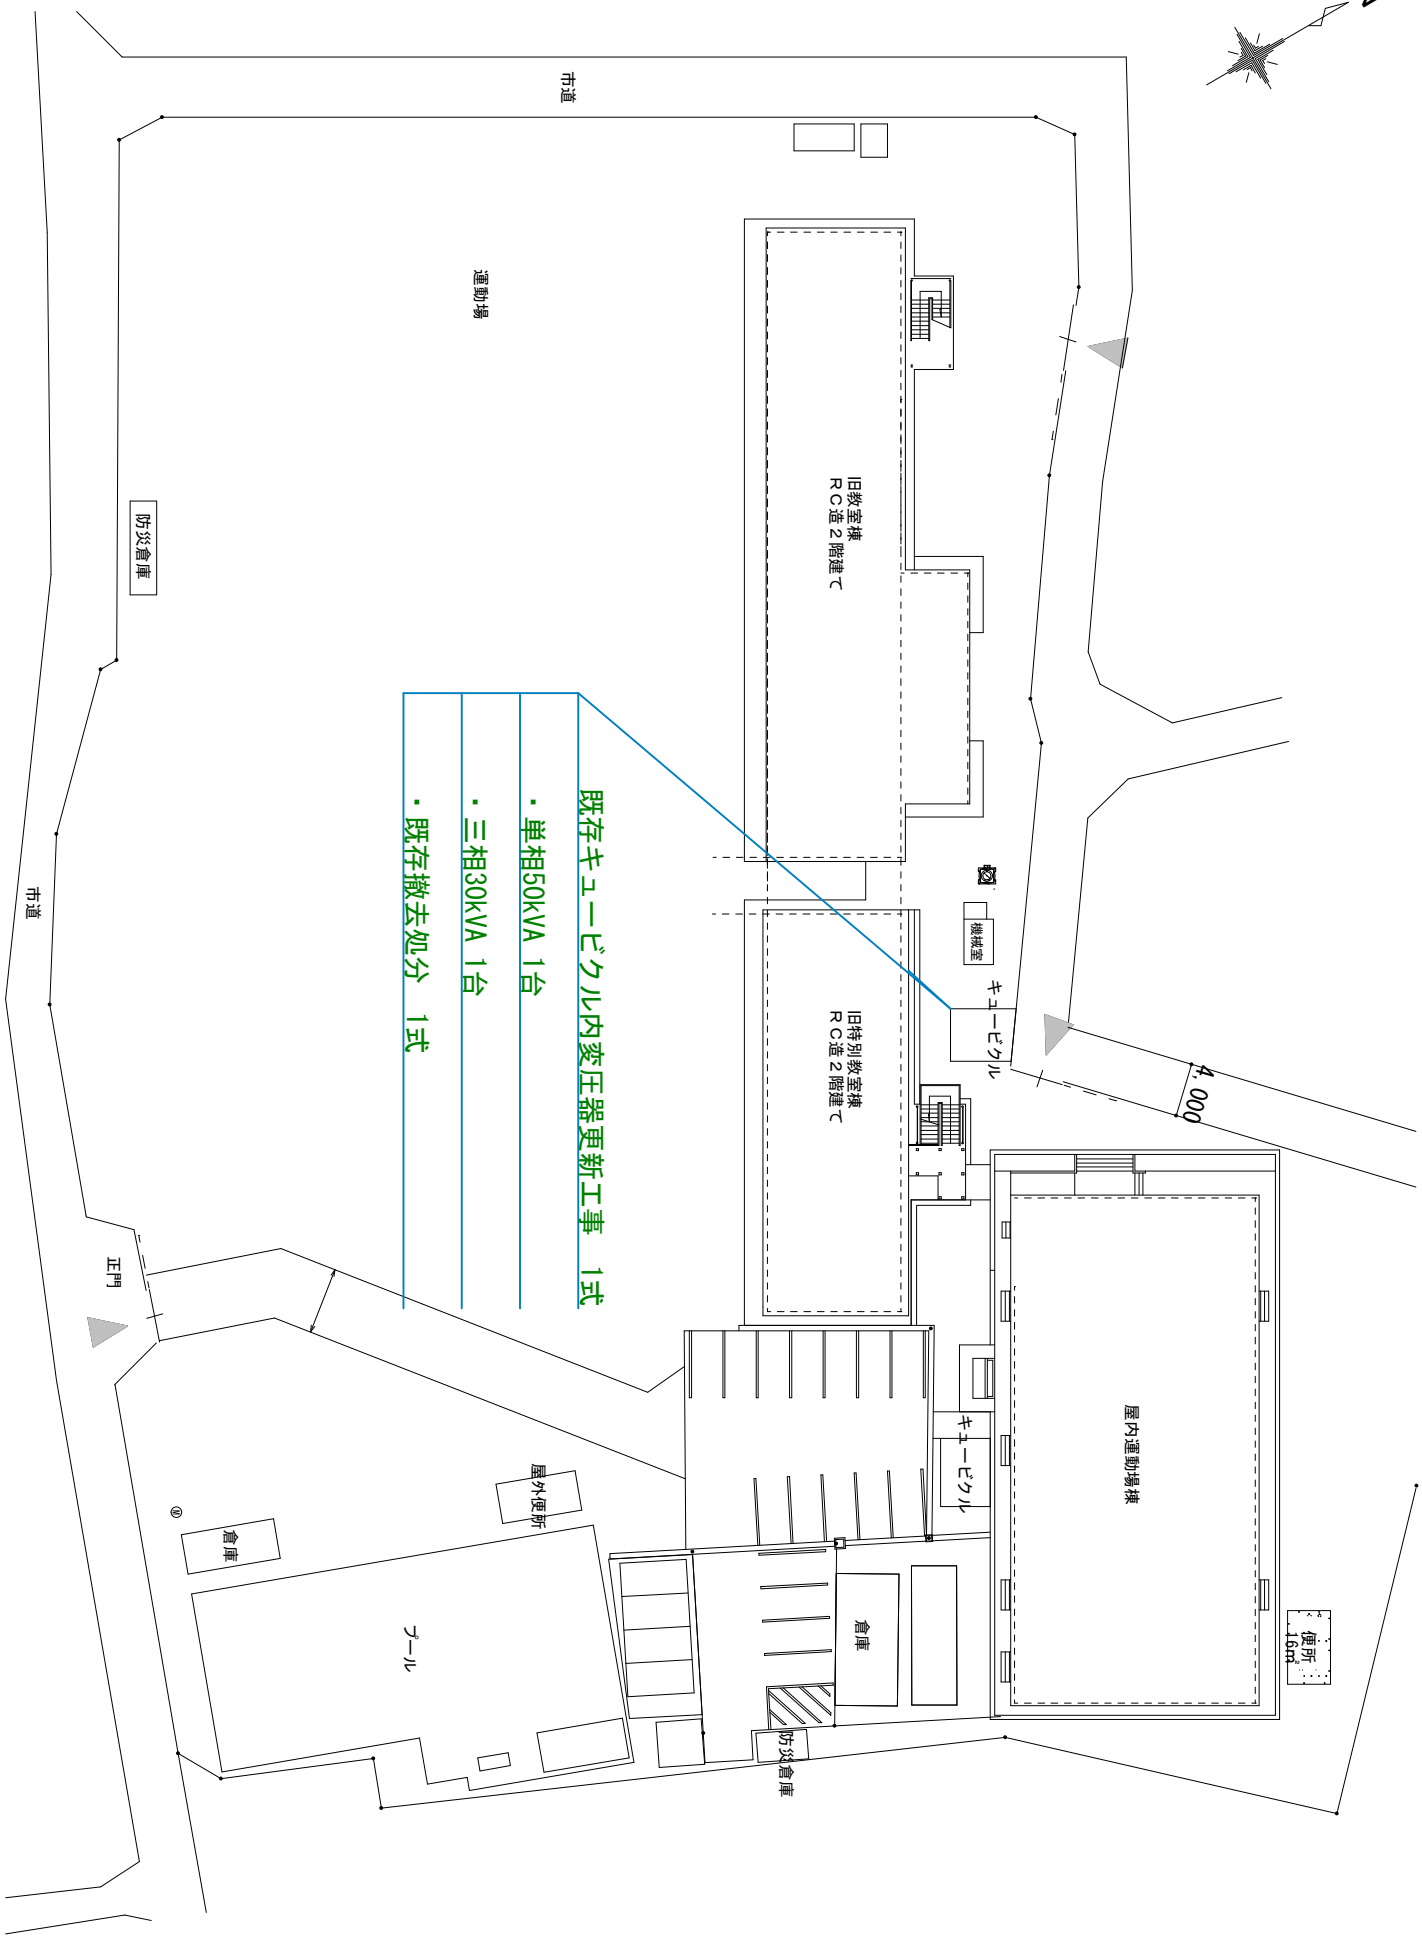 市道
運動場
防災倉庫
旧教室棟
ＲＣ造２階建て
機械室
キュービクル
4,000
旧特別教室棟
ＲＣ造２階建て
既存キュービクル内変圧器更新工事　1式
・単相50kVA 1台
・三相30kVA 1台
・既存撤去処分　1式
市道
正門
屋内運動場棟
キュービクル
屋外便所
倉庫
プール
倉庫
防災倉庫
便所
16㎡